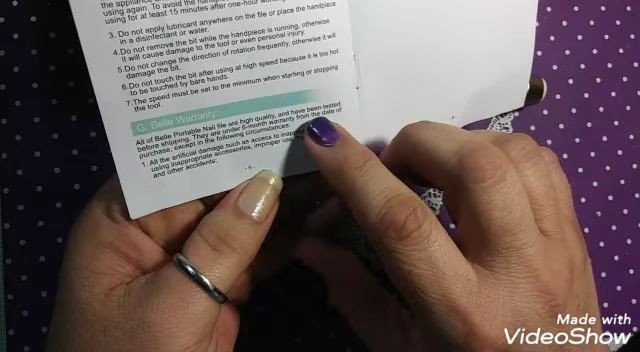 the appliance
using again. To avoid the
using for at least 15 minutes after one-hour
3. Do not apply lubricant anywhere on the file or place the handpiece
in a disinfectant or water.
4.Do not remove the bit while the handpiece is running, otherwise
it will cause damage to the tool or even personal injury.
5.Do not change the direction of rotation frequently, otherwise it will
damage the bit.
6.Do not touch the bit after using at high speed because it is too hot
to be touched by bare hands.
7.The speed must be set to the minimum when starting or stopping
the tool.
G. Belle Warranty:
All of Belle Portable Nail file are high quality, and have been tested
before shipping. They are under 6-month warranty from the date of
purchase, except in the following circumstances:
1. All the artificial damage such as access to
using inappropriate accessories, improper
and other accidents;
Made with
VideoShow